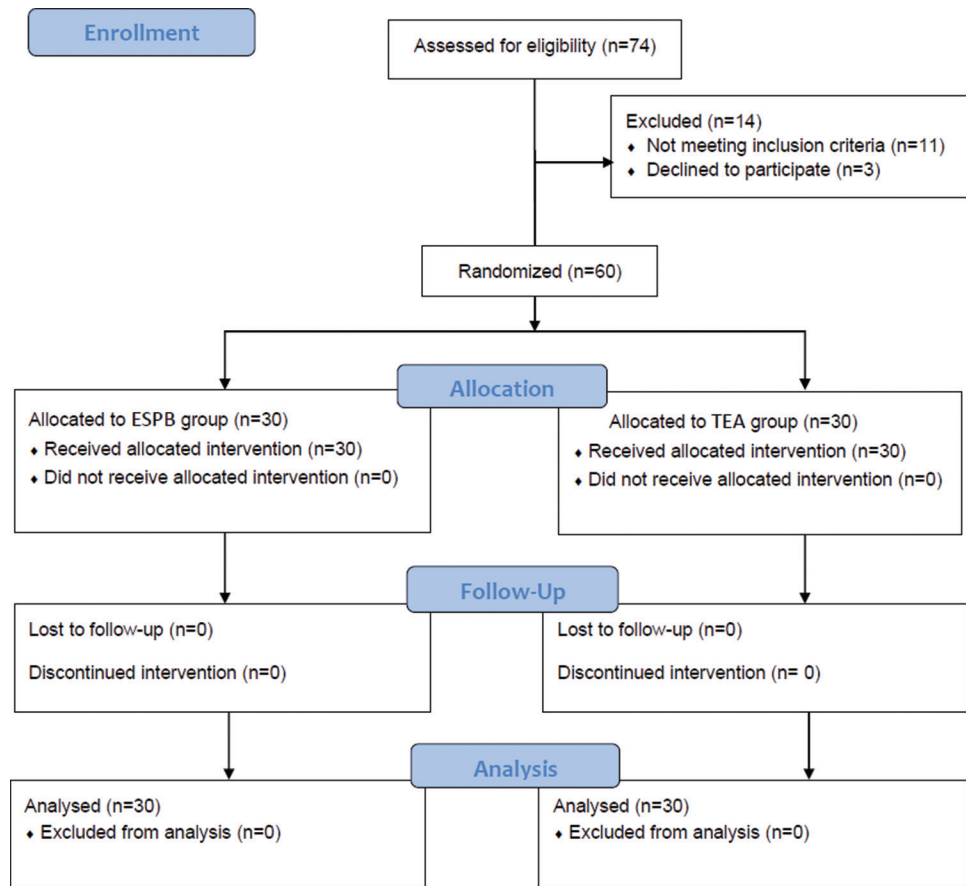 Enrollment
Assessed for eligibility (n=74)
Excluded (n=14)
♦ Not meeting inclusion criteria (n=11)
♦ Declined to participate (n=3)
Randomized (n=60)
Allocation
Allocated to ESPB group (n=30)
♦ Received allocated intervention (n=30)
♦ Did not receive allocated intervention (n=0)
Allocated to TEA group (n=30)
♦ Received allocated intervention (n=30)
♦ Did not receive allocated intervention (n=0)
Follow-Up
Lost to follow-up (n=0)
Discontinued intervention (n=0)
Lost to follow-up (n=0)
Discontinued intervention (n= 0)
Analysis
Analysed (n=30)
♦ Excluded from analysis (n=0)
Analysed (n=30)
♦ Excluded from analysis (n=0)